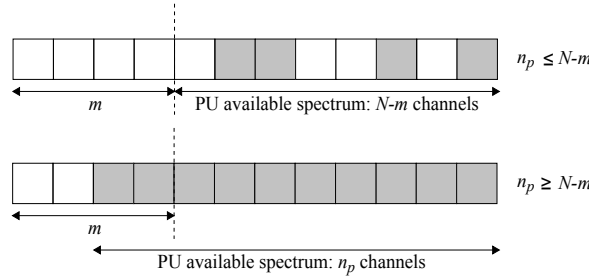 n_p ≤ N-m
m
PU available spectrum: N-m channels
n_p ≥ N-m
m
PU available spectrum: n_p channels